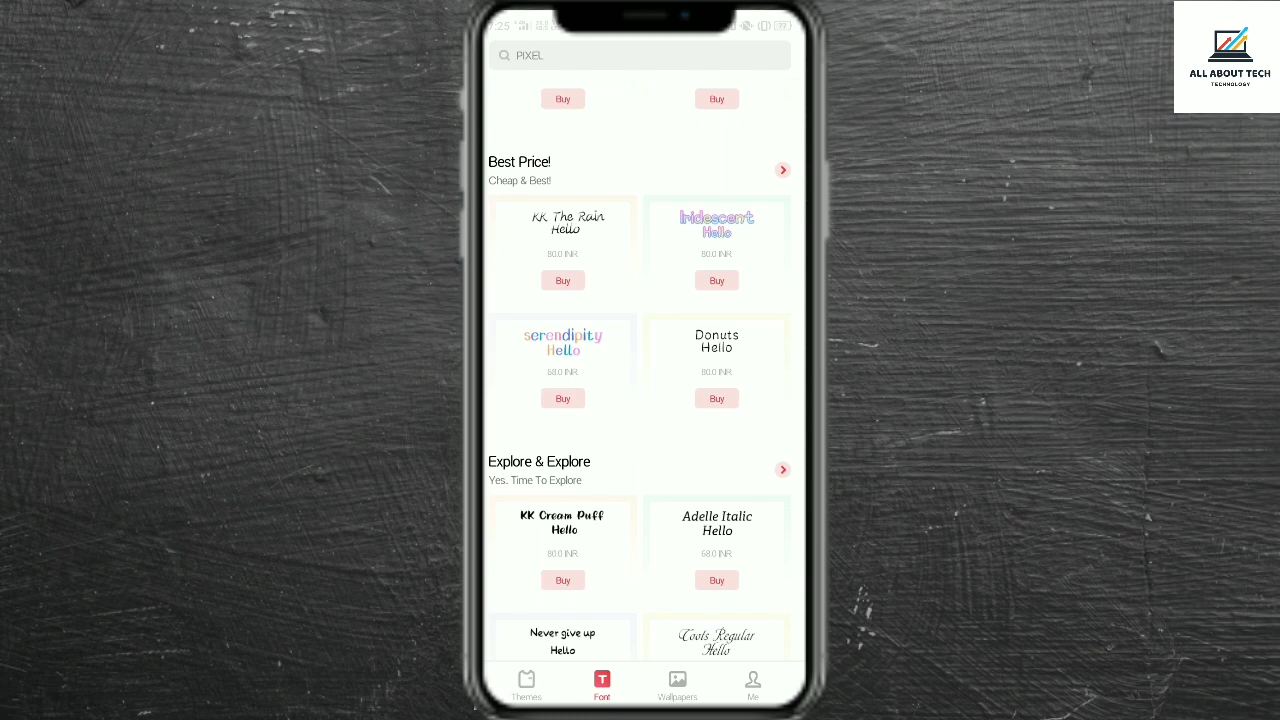 7:25
PIXEL
Buy
Buy
Best Price!
Cheap & Best!
KK The Rain
Hello
80.0 INR
Buy
Iridescent
Hello
80.0 INR
Buy
serendipity
Hello
68.0 INR
Buy
Donuts
Hello
80.0 INR
Buy
Explore & Explore
Yes. Time To Explore
KK Cream Puff
Hello
80.0 INR
Buy
Adelle Italic
Hello
68.0 INR
Buy
Never give up
Hello
Cools Regular
Hello
Themes
Font
Wallpapers
Me
ALL ABOUT TECH
TECHNOLOGY